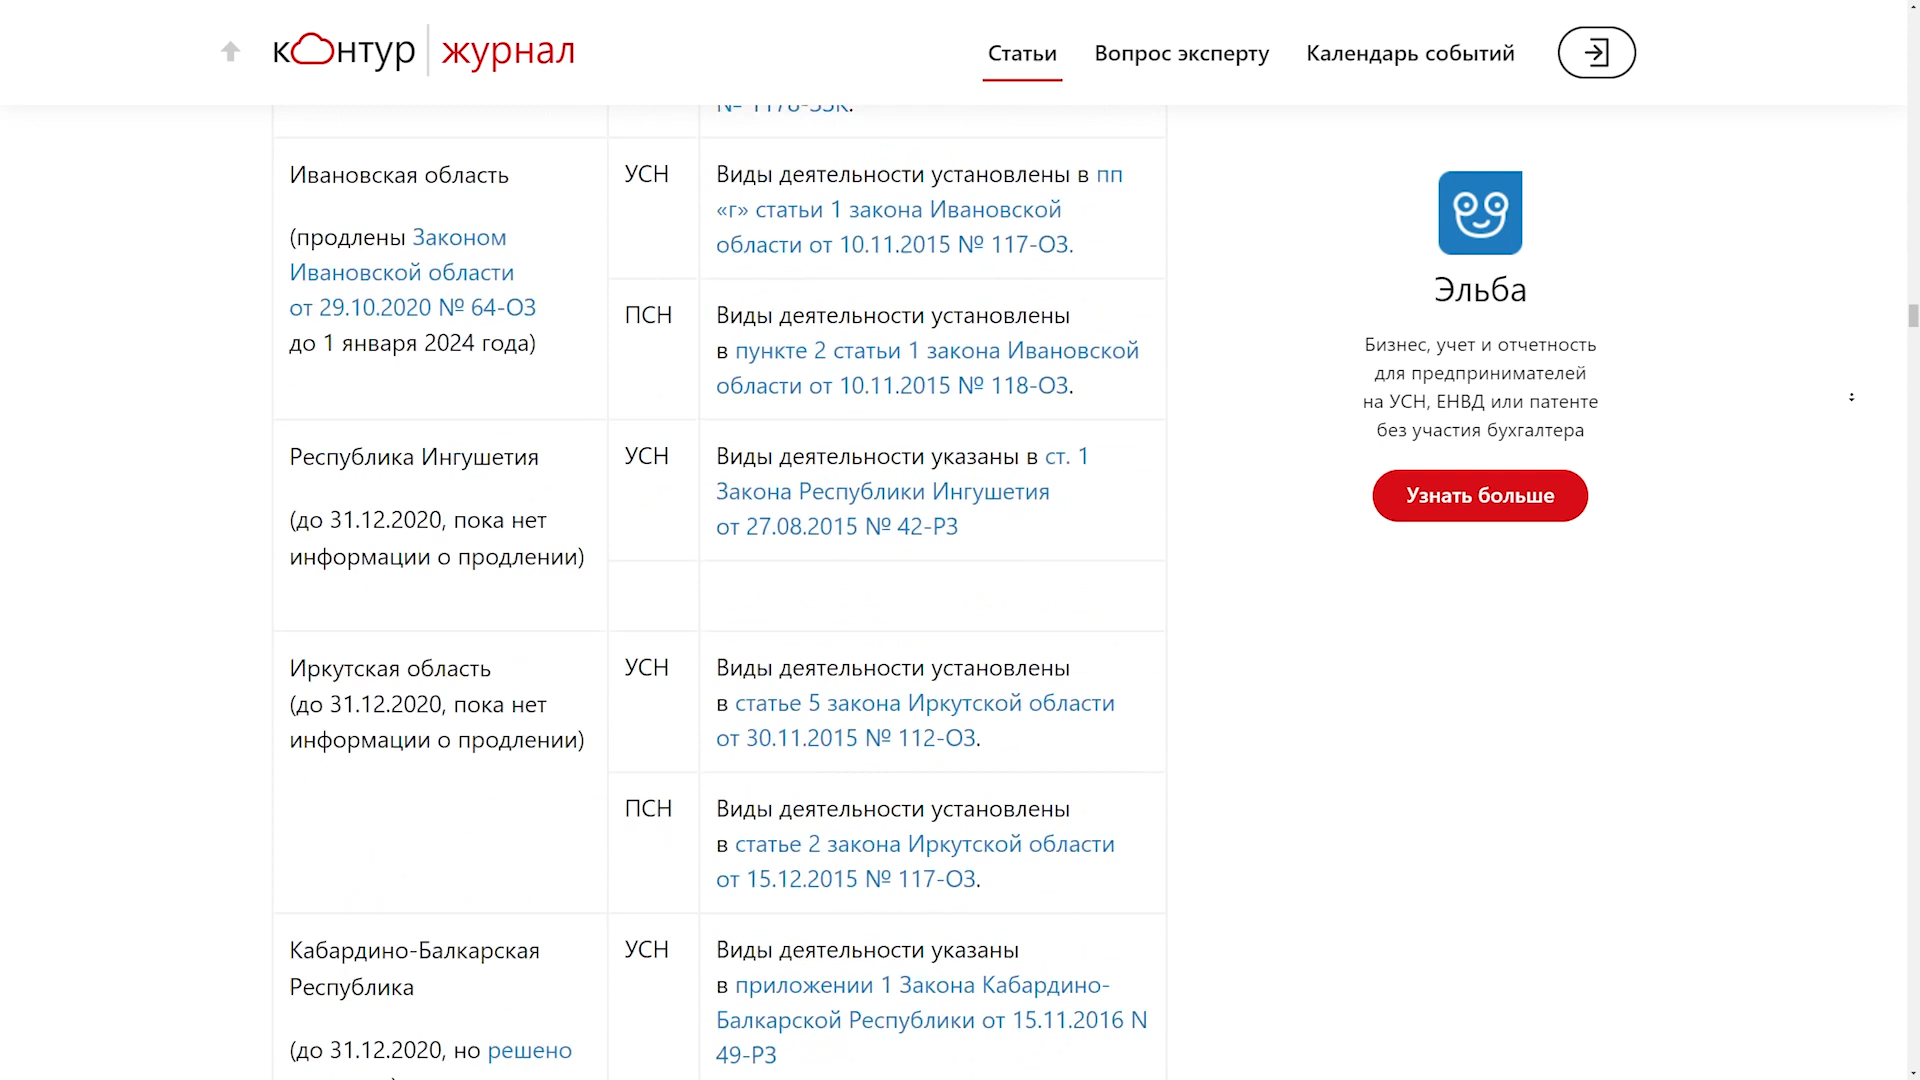 контур журнал
Статьи
Вопрос эксперту
Календарь событий
Ивановская область
(продлены Законом
Ивановской области
от 29.10.2020 № 64-ОЗ
до 1 января 2024 года)
УСН
Виды деятельности установлены в пп
«г» статьи 1 закона Ивановской
области от 10.11.2015 № 117-ОЗ.
ПСН
Виды деятельности установлены
в пункте 2 статьи 1 закона Ивановской
области от 10.11.2015 № 118-ОЗ.
Республика Ингушетия
(до 31.12.2020, пока нет
информации о продлении)
УСН
Виды деятельности указаны в ст. 1
Закона Республики Ингушетия
от 27.08.2015 № 42-РЗ
Иркутская область
(до 31.12.2020, пока нет
информации о продлении)
УСН
Виды деятельности установлены
в статье 5 закона Иркутской области
от 30.11.2015 № 112-ОЗ.
ПСН
Виды деятельности установлены
в статье 2 закона Иркутской области
от 15.12.2015 № 117-ОЗ.
Кабардино-Балкарская
Республика
(до 31.12.2020, но решено
УСН
Виды деятельности указаны
в приложении 1 Закона Кабардино-
Балкарской Республики от 15.11.2016 N
49-РЗ
Эльба
Бизнес, учет и отчетность
для предпринимателей
на УСН, ЕНВД или патенте
без участия бухгалтера
Узнать больше